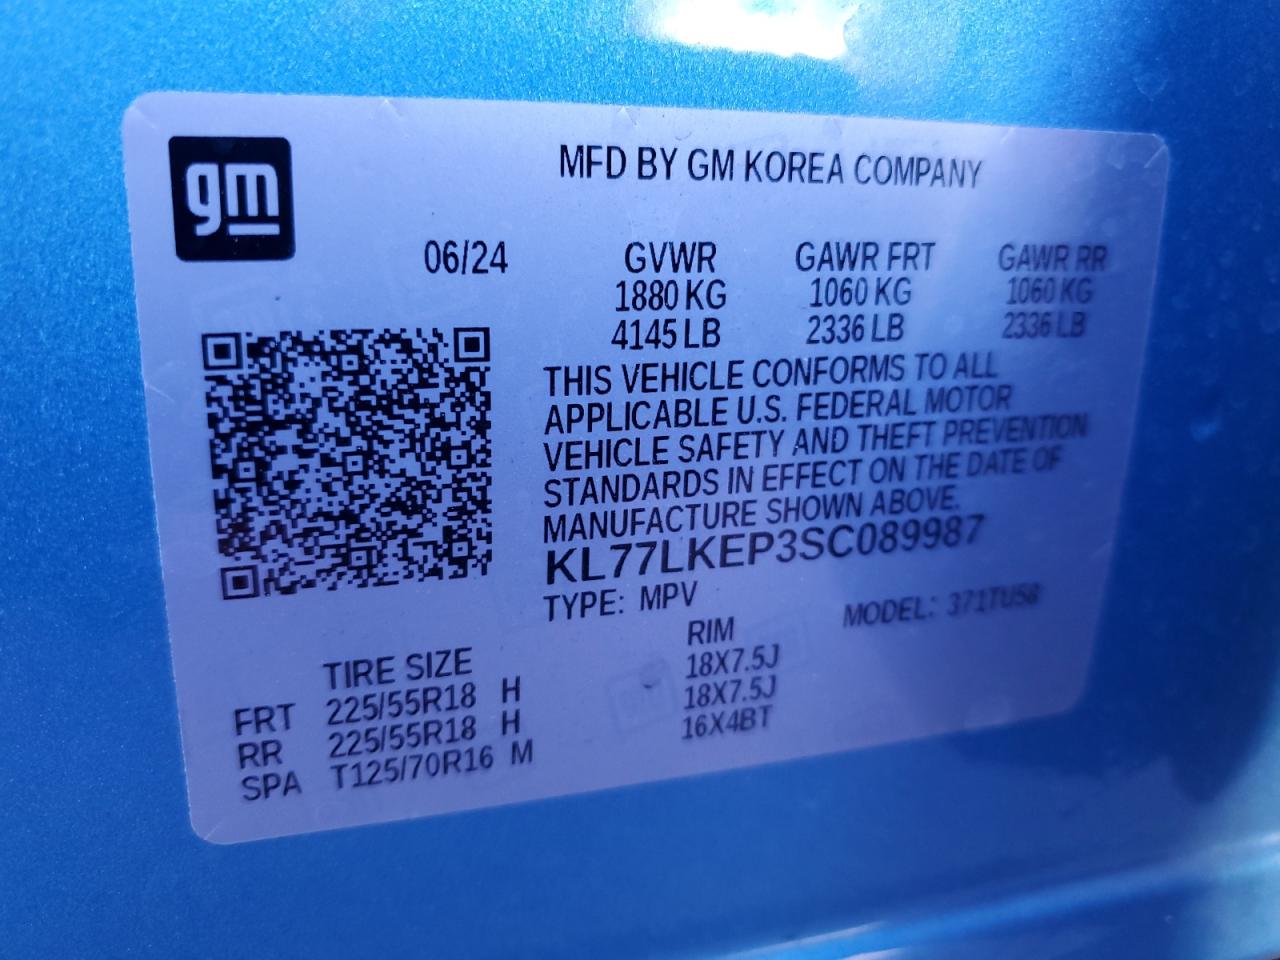 gm
MFD BY GM KOREA COMPANY
06/24 GVWR GAWR FRT GAWR RR
1880 KG 1060 KG 1060 KG
4145 LB 2336 LB 2336 LB
THIS VEHICLE CONFORMS TO ALL
APPLICABLE U.S. FEDERAL MOTOR
VEHICLE SAFETY AND THEFT PREVENTION
STANDARDS IN EFFECT ON THE DATE OF
MANUFACTURE SHOWN ABOVE.
KL77LKEP3SC089987
TYPE: MPV MODEL: 371TU58
TIRE SIZE RIM
FRT 225/55R18 H 18X7.5J
RR 225/55R18 H 18X7.5J
SPA T125/70R16 M 16X4BT